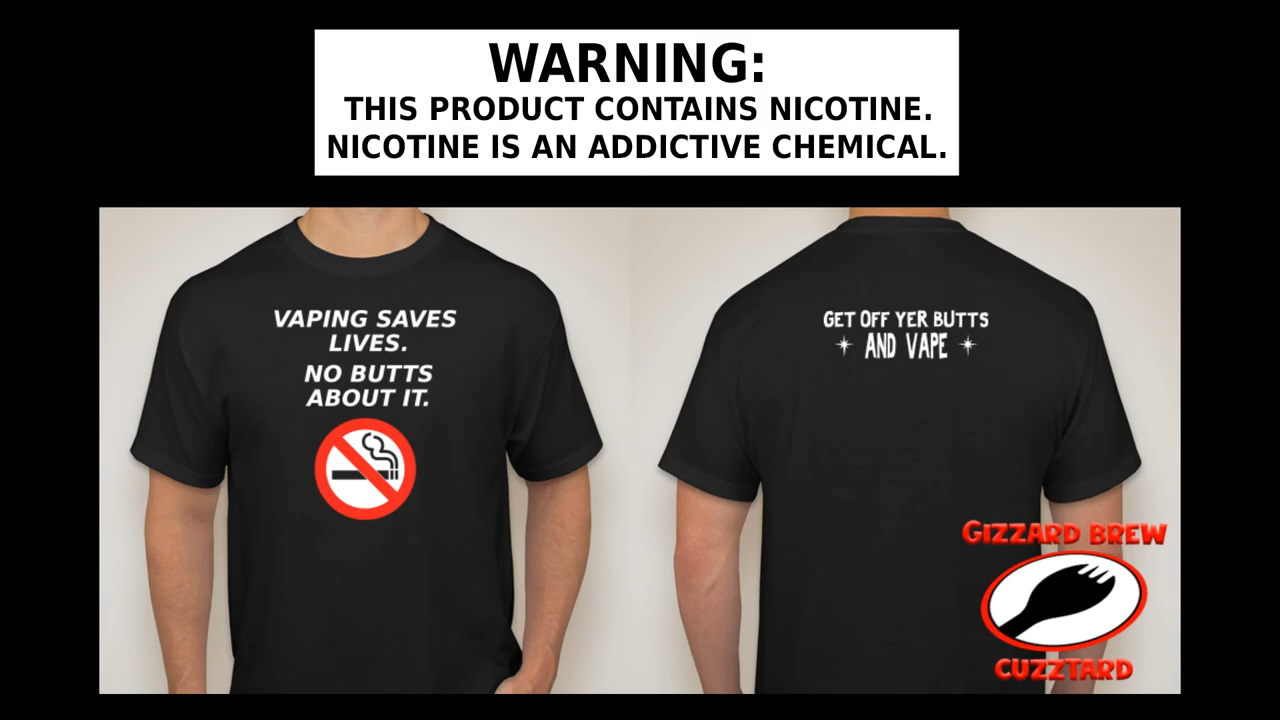 WARNING:
THIS PRODUCT CONTAINS NICOTINE.
NICOTINE IS AN ADDICTIVE CHEMICAL.
VAPING SAVES
LIVES.
NO BUTTS
ABOUT IT.
GET OFF YER BUTTS
AND VAPE
GIZZARD BREW
CUZZTARD